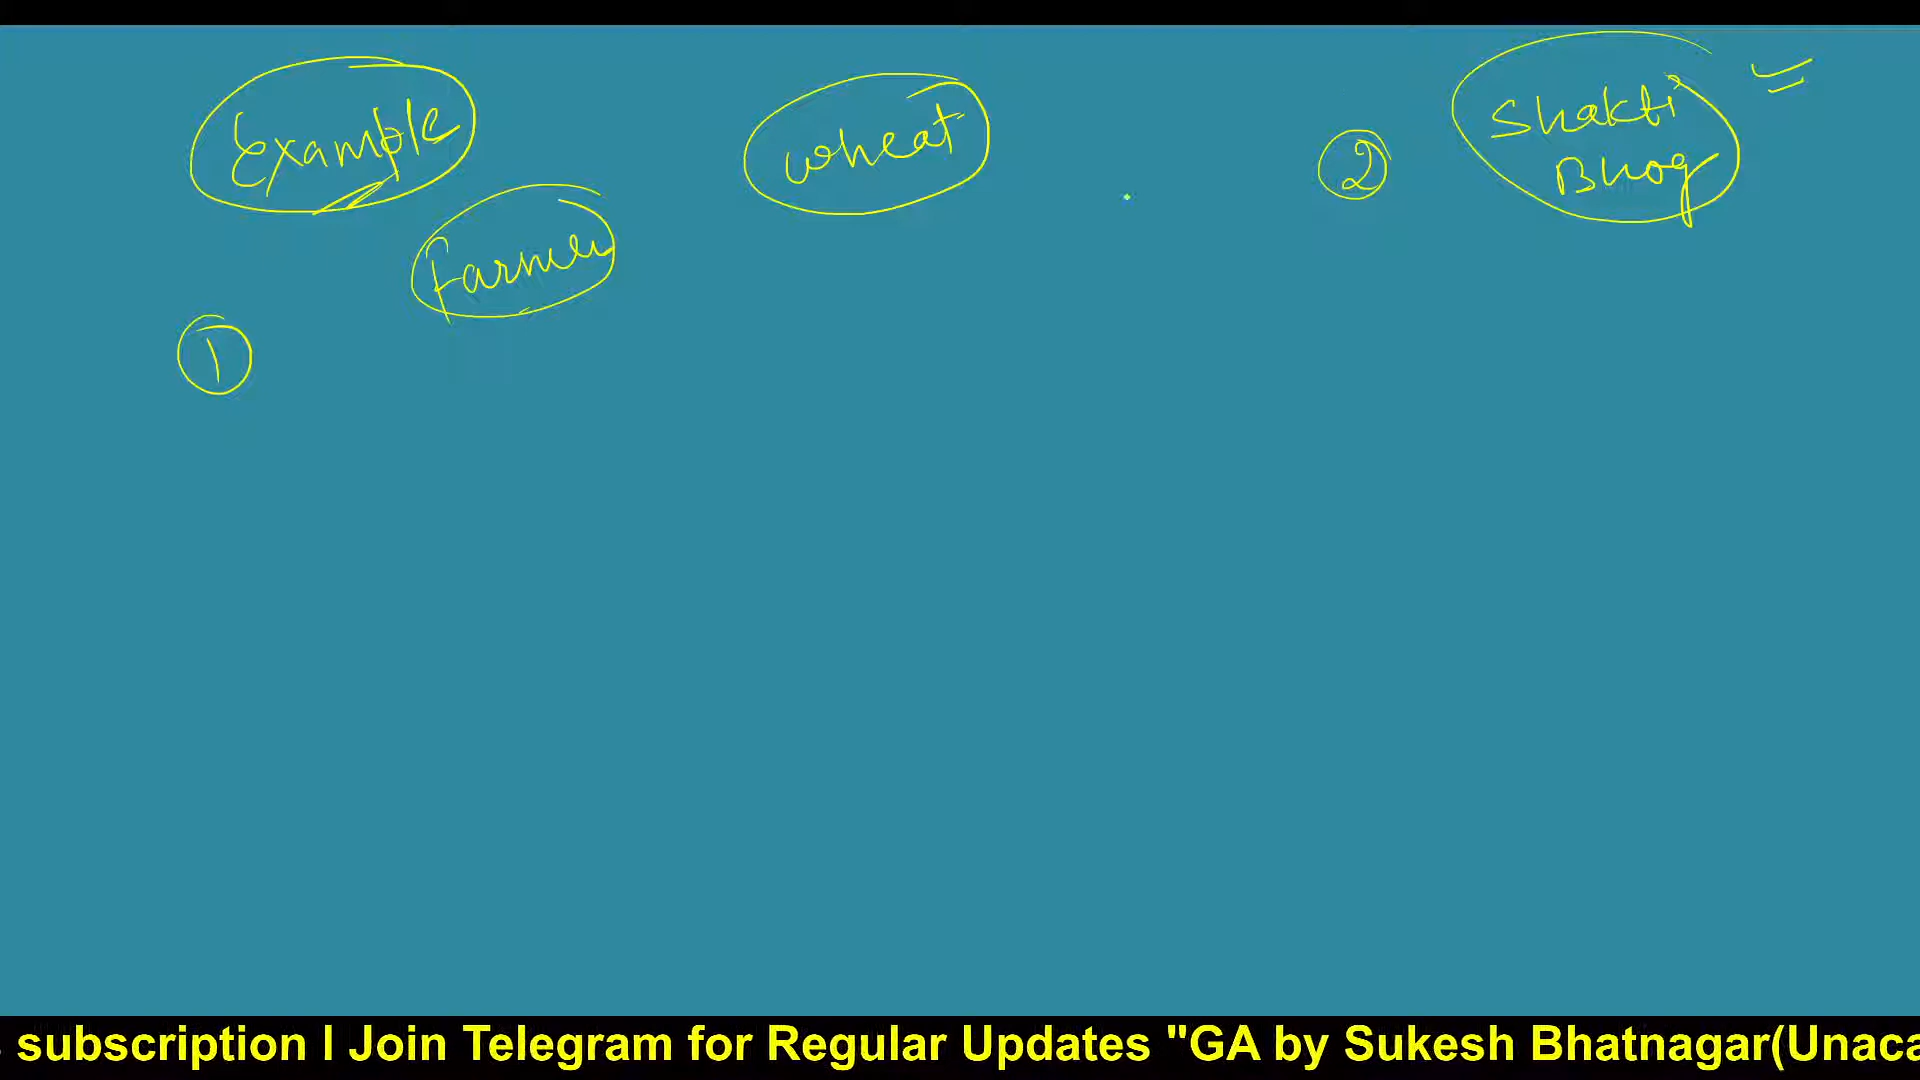 Example
wheat
②
Shakti
Bhog
farmer
①
subscription I Join Telegram for Regular Updates "GA by Sukesh Bhatnagar(Unaca